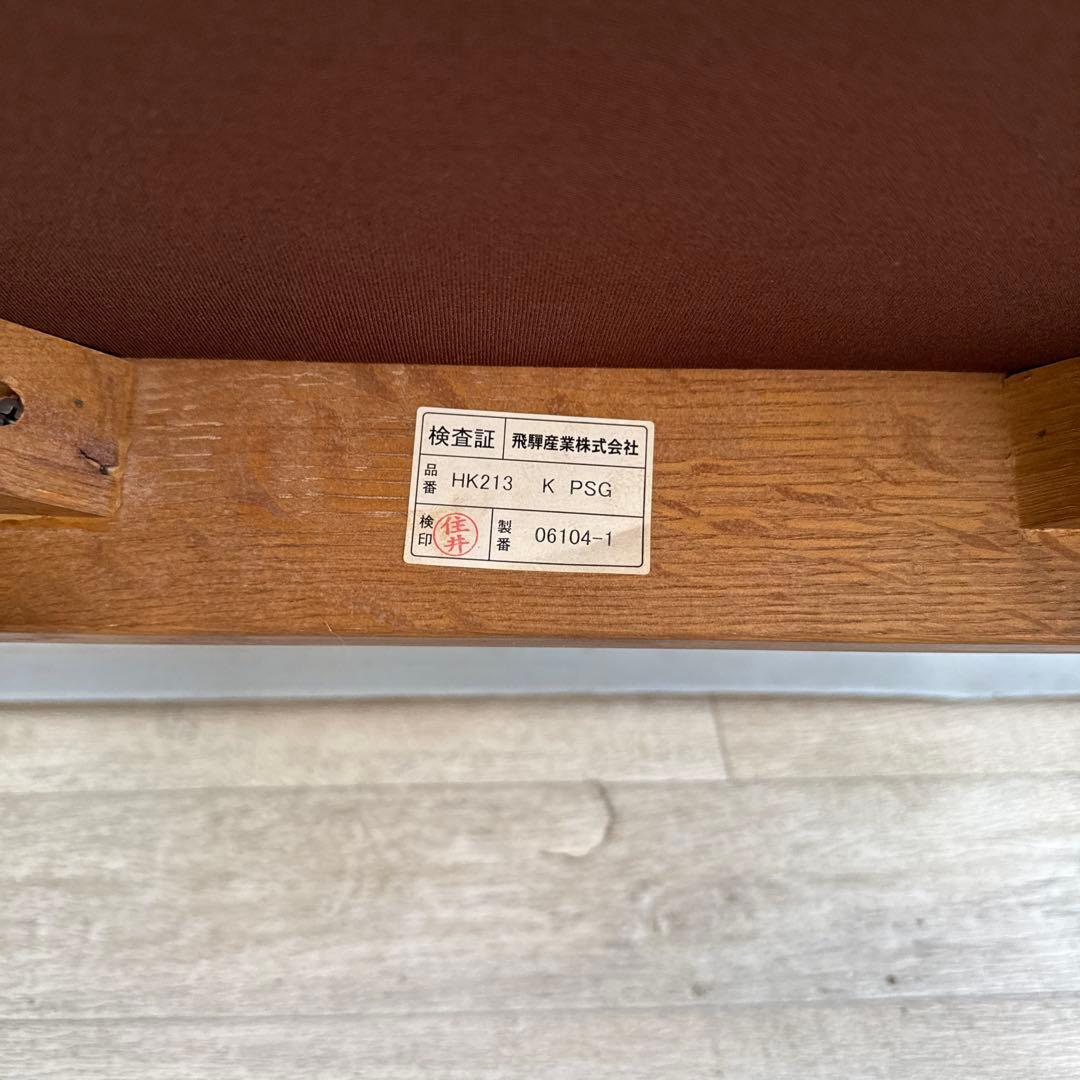 検査証 飛騨産業株式会社
品番 HK213 K PSG
検印 住井 製番 06104-1